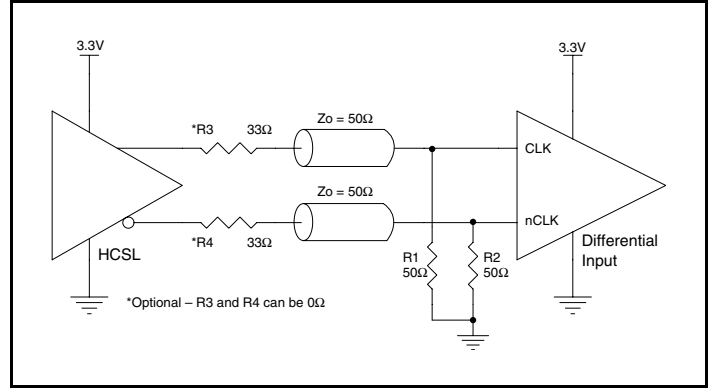 3.3V
3.3V
*R3 33Ω
Zo = 50Ω
CLK
Zo = 50Ω
nCLK
*R4 33Ω
HCSL
R1
50Ω
R2
50Ω
Differential
Input
*Optional – R3 and R4 can be 0Ω